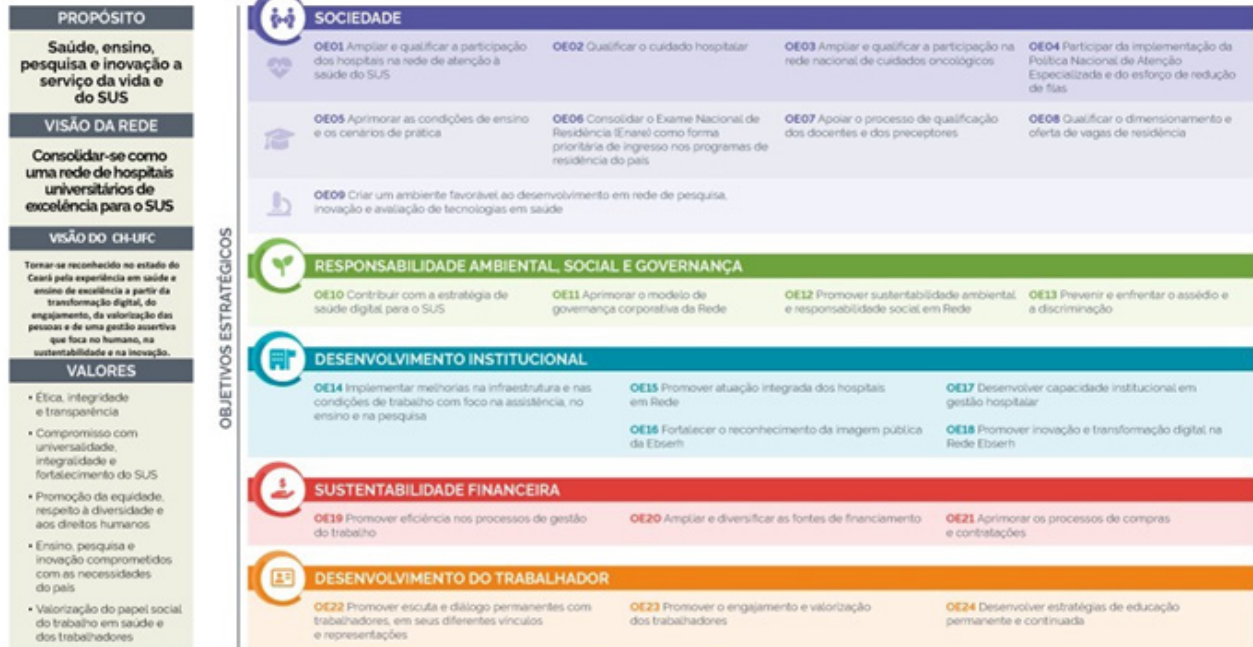 PROPÓSITO
Saúde, ensino,
pesquisa e inovação a
serviço da vida e
do SUS
VISÃO DA REDE
Consolidar-se como
uma rede de hospitais
universitários de
excelência para o SUS
VISÃO DO CH-UFC
Tornar-se reconhecido no estado do
Ceará pela experiência em saúde e
ensino de excelência a partir da
transformação digital, do
engajamento, da valorização das
pessoas e de uma gestão assertiva
que foca no humano, na
sustentabilidade e na inovação.
VALORES
• Ética, integridade
e transparência
• Compromisso com
universalidade,
integralidade e
fortalecimento do SUS
• Promoção da equidade,
respeito à diversidade e
aos direitos humanos
• Ensino, pesquisa e
inovação comprometidos
com as necessidades
do país
• Valorização do papel social
do trabalho em saúde e
dos trabalhadores
OBJETIVOS ESTRATÉGICOS
SOCIEDADE
OE01 Ampliar e qualificar a participação
dos hospitais na rede de atenção à
saúde do SUS
OE02 Qualificar o cuidado hospitalar
OE03 Ampliar e qualificar a participação na
rede nacional de cuidados oncológicos
OE04 Participar da implementação da
Política Nacional de Atenção
Especializada e do esforço de redução
de filas
OE05 Aprimorar as condições de ensino
e os cenários de prática
OE06 Consolidar o Exame Nacional de
Residência (Enare) como forma
prioritária de ingresso nos programas de
residência do país
OE07 Apoiar o processo de qualificação
dos docentes e dos preceptores
OE08 Qualificar o dimensionamento e
oferta de vagas de residência
OE09 Criar um ambiente favorável ao desenvolvimento em rede de pesquisa,
inovação e avaliação de tecnologias em saúde
RESPONSABILIDADE AMBIENTAL, SOCIAL E GOVERNANÇA
OE10 Contribuir com a estratégia de
saúde digital para o SUS
OE11 Aprimorar o modelo de
governança corporativa da Rede
OE12 Promover sustentabilidade ambiental
e responsabilidade social em Rede
OE13 Prevenir e enfrentar o assédio e
a discriminação
DESENVOLVIMENTO INSTITUCIONAL
OE14 Implementar melhorias na infraestrutura e nas
condições de trabalho com foco na assistência, no
ensino e na pesquisa
OE15 Promover atuação integrada dos hospitais
em Rede
OE16 Fortalecer o reconhecimento da imagem pública
da Ebserh
OE17 Desenvolver capacidade institucional em
gestão hospitalar
OE18 Promover inovação e transformação digital na
Rede Ebserh
SUSTENTABILIDADE FINANCEIRA
OE19 Promover eficiência nos processos de gestão
do trabalho
OE20 Ampliar e diversificar as fontes de financiamento
OE21 Aprimorar os processos de compras
e contratações
DESENVOLVIMENTO DO TRABALHADOR
OE22 Promover escuta e diálogo permanentes com
trabalhadores, em seus diferentes vínculos
e representações
OE23 Promover o engajamento e valorização
dos trabalhadores
OE24 Desenvolver estratégias de educação
permanente e continuada